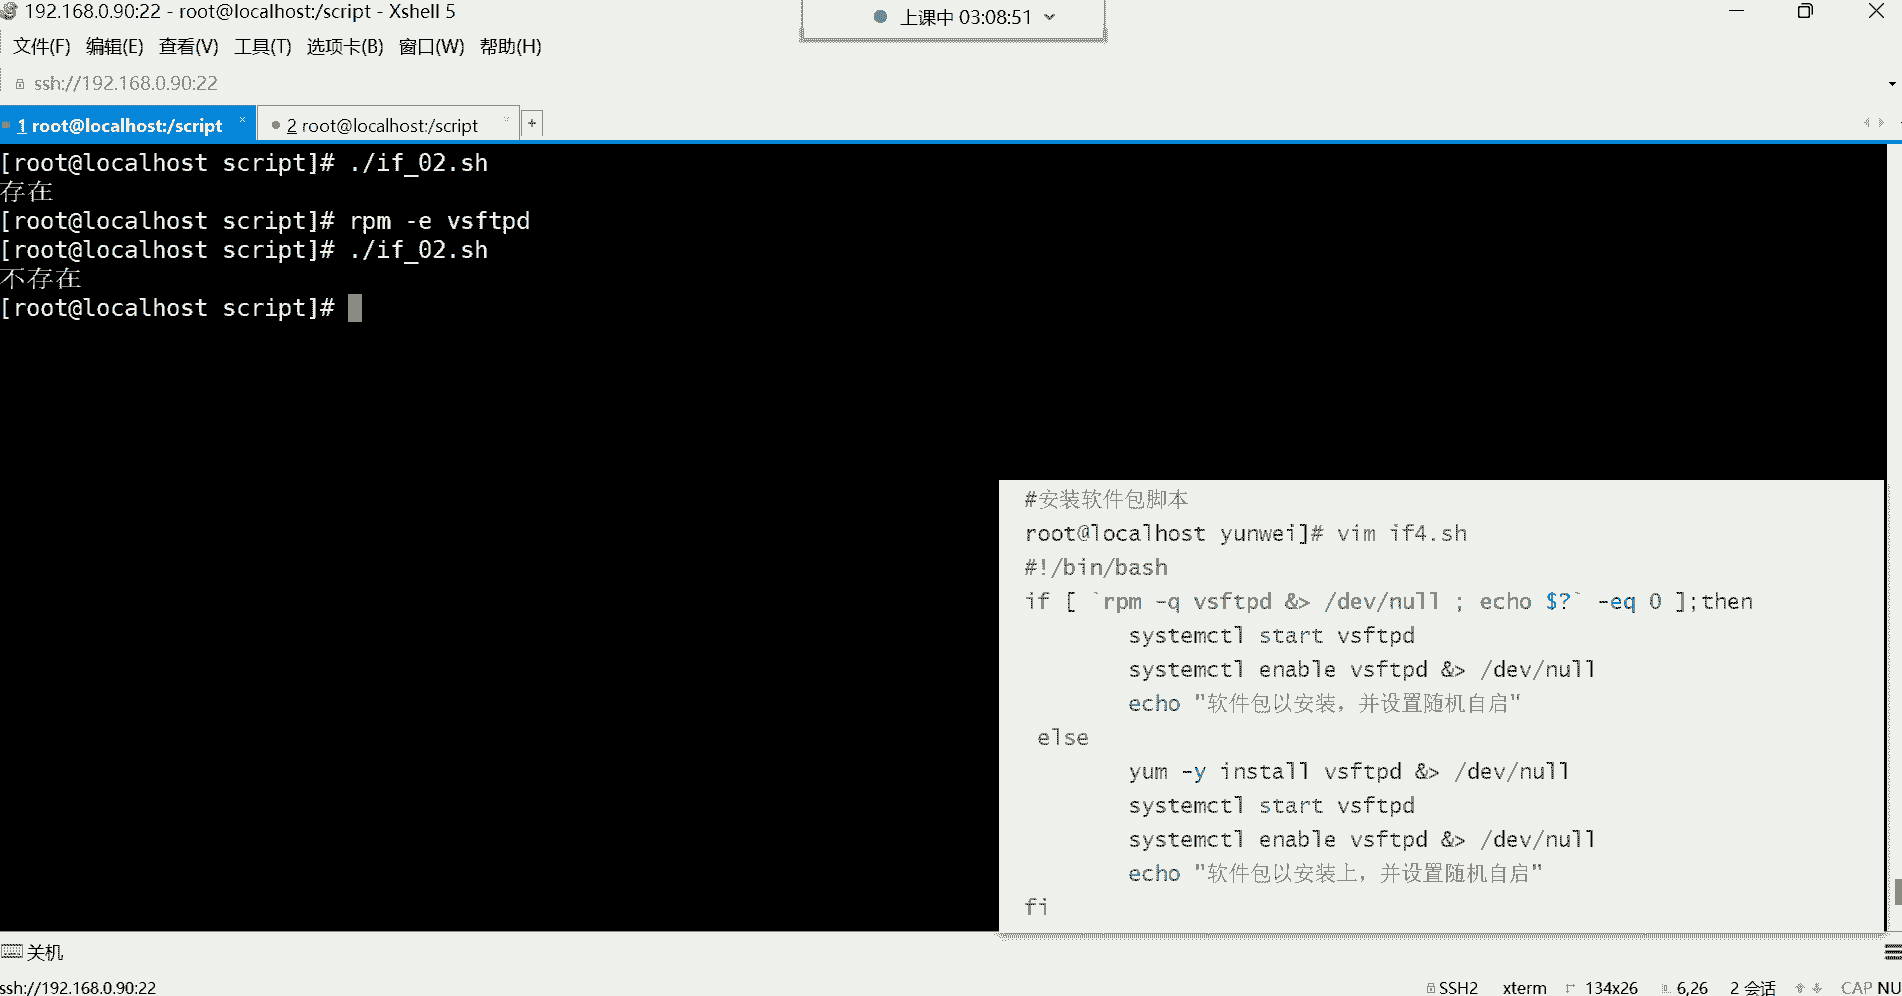 192.168.0.90:22 - root@localhost:/script - Xshell 5
上课中 03:08:51
文件(F) 编辑(E) 查看(V) 工具(T) 选项卡(B) 窗口(W) 帮助(H)
ssh://192.168.0.90:22
1 root@localhost:/script
2 root@localhost:/script
+
[root@localhost script]# ./if_02.sh
存在
[root@localhost script]# rpm -e vsftpd
[root@localhost script]# ./if_02.sh
不存在
[root@localhost script]#
#安装软件包脚本
root@localhost yunwei]# vim if4.sh
#!/bin/bash
if [ `rpm -q vsftpd &> /dev/null ; echo $?` -eq 0 ];then
systemctl start vsftpd
systemctl enable vsftpd &> /dev/null
echo "软件包以安装，并设置随机自启"
else
yum -y install vsftpd &> /dev/null
systemctl start vsftpd
systemctl enable vsftpd &> /dev/null
echo "软件包以安装上，并设置随机自启"
fi
关机
ssh://192.168.0.90:22
SSH2 xterm 134x26 6,26 2 会话 CAP NU